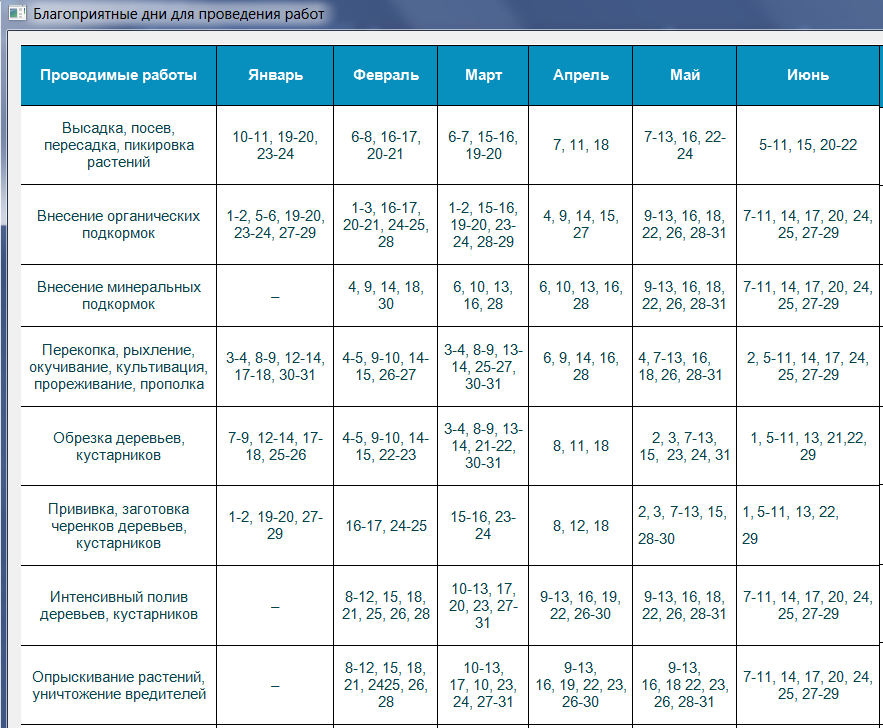 Благоприятные дни для проведения работ
Проводимые работы Январь Февраль Март Апрель Май Июнь
Высадка, посев,
пересадка, пикировка
растений
10-11, 19-20,
23-24
6-8, 16-17,
20-21
6-7, 15-16,
19-20
7, 11, 18
7-13, 16, 22-
24
5-11, 15, 20-22
Внесение органических
подкормок
1-2, 5-6, 19-20,
23-24, 27-29
1-3, 16-17,
20-21, 24-25,
28
1-2, 15-16,
19-20, 23-
24, 28-29
4, 9, 14, 15,
27
9-13, 16, 18,
22, 26, 28-31
7-11, 14, 17, 20, 24,
25, 27-29
Внесение минеральных
подкормок
–
4, 9, 14, 18,
30
6, 10, 13,
16, 28
6, 10, 13, 16,
28
9-13, 16, 18,
22, 26, 28-31
7-11, 14, 17, 20, 24,
25, 27-29
Перекопка, рыхление,
окучивание, культивация,
прореживание, прополка
3-4, 8-9, 12-14,
17-18, 30-31
4-5, 9-10, 14-
15, 26-27
3-4, 8-9, 13-
14, 25-27,
30-31
6, 9, 14, 16,
28
4, 7-13, 16,
18, 26, 28-31
2, 5-11, 14, 17, 24,
25, 27-29
Обрезка деревьев,
кустарников
7-9, 12-14, 17-
18, 25-26
4-5, 9-10, 14-
15, 22-23
3-4, 8-9, 13-
14, 21-22,
30-31
8, 11, 18
2, 3, 7-13,
15, 23, 24, 31
1, 5-11, 13, 21,22,
29
Прививка, заготовка
черенков деревьев,
кустарников
1-2, 19-20, 27-
29
16-17, 24-25
15-16, 23-
24
8, 12, 18
2, 3, 7-13, 15,
28-30
1, 5-11, 13, 22,
29
Интенсивный полив
деревьев, кустарников
–
8-12, 15, 18,
21, 25, 26, 28
10-13, 17,
20, 23, 27-
31
9-13, 16, 19,
22, 26-30
9-13, 16, 18,
22, 26, 28-31
7-11, 14, 17, 20, 24,
25, 27-29
Опрыскивание растений,
уничтожение вредителей
–
8-12, 15, 18,
21, 2425, 26,
28
10-13,
17, 10, 23,
24, 27-31
9-13,
16, 19, 22, 23,
26-30
9-13,
16, 18 22, 23,
26, 28-31
7-11, 14, 17, 20, 24,
25, 27-29